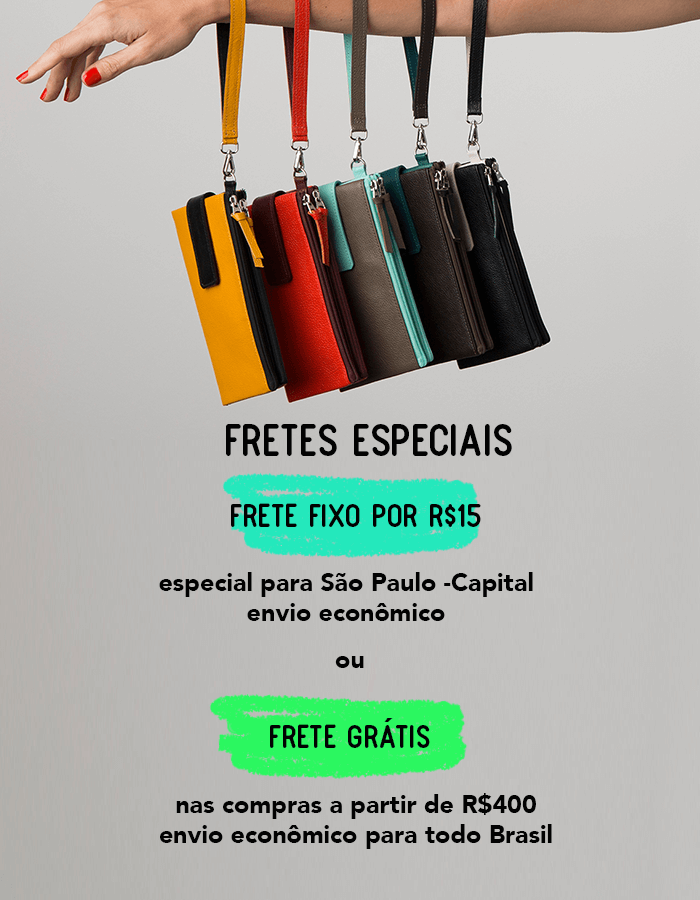 FRETES ESPECIAIS
FRETE FIXO POR R$15
especial para São Paulo -Capital
envio econômico
ou
FRETE GRÁTIS
nas compras a partir de R$400
envio econômico para todo Brasil